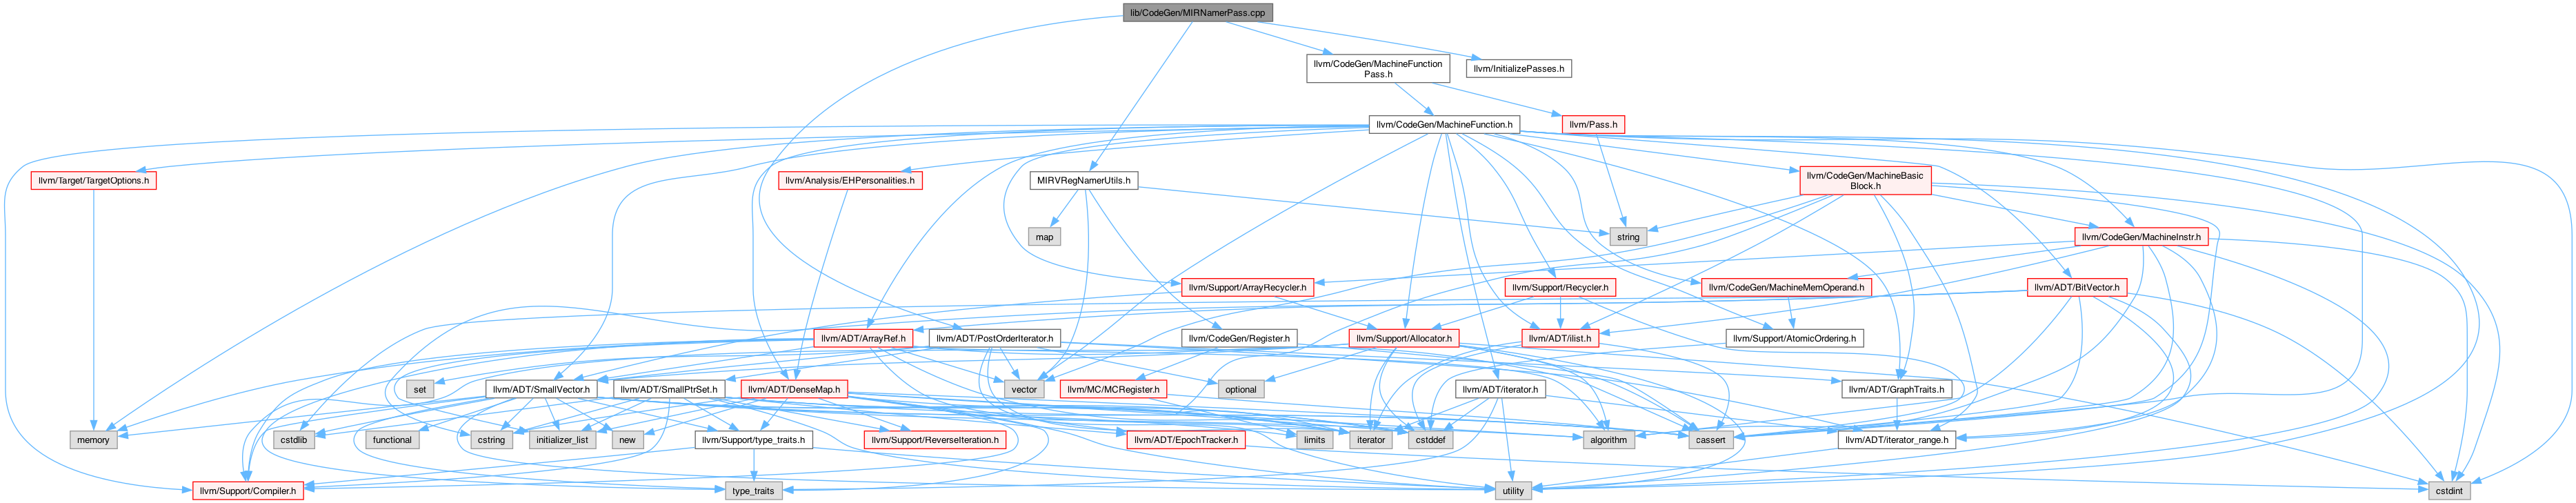 lib/CodeGen/MIRNamerPass.cpp
llvm/CodeGen/MachineFunction
Pass.h
llvm/InitializePasses.h
llvm/CodeGen/MachineFunction.h
llvm/Pass.h
llvm/Target/TargetOptions.h
llvm/Analysis/EHPersonalities.h
MIRVRegNamerUtils.h
llvm/CodeGen/MachineBasic
Block.h
map
string
llvm/CodeGen/MachineInstr.h
llvm/Support/ArrayRecycler.h
llvm/Support/Recycler.h
llvm/CodeGen/MachineMemOperand.h
llvm/ADT/BitVector.h
llvm/ADT/ArrayRef.h
llvm/ADT/PostOrderIterator.h
llvm/CodeGen/Register.h
llvm/Support/Allocator.h
llvm/ADT/ilist.h
llvm/Support/AtomicOrdering.h
set
llvm/ADT/SmallVector.h
llvm/ADT/SmallPtrSet.h
llvm/ADT/DenseMap.h
vector
llvm/MC/MCRegister.h
optional
llvm/ADT/iterator.h
llvm/ADT/GraphTraits.h
memory
cstdlib
functional
cstring
initializer_list
new
llvm/Support/type_traits.h
llvm/Support/ReverseIteration.h
llvm/ADT/EpochTracker.h
limits
iterator
cstddef
algorithm
cassert
llvm/ADT/iterator_range.h
llvm/Support/Compiler.h
type_traits
utility
cstdint